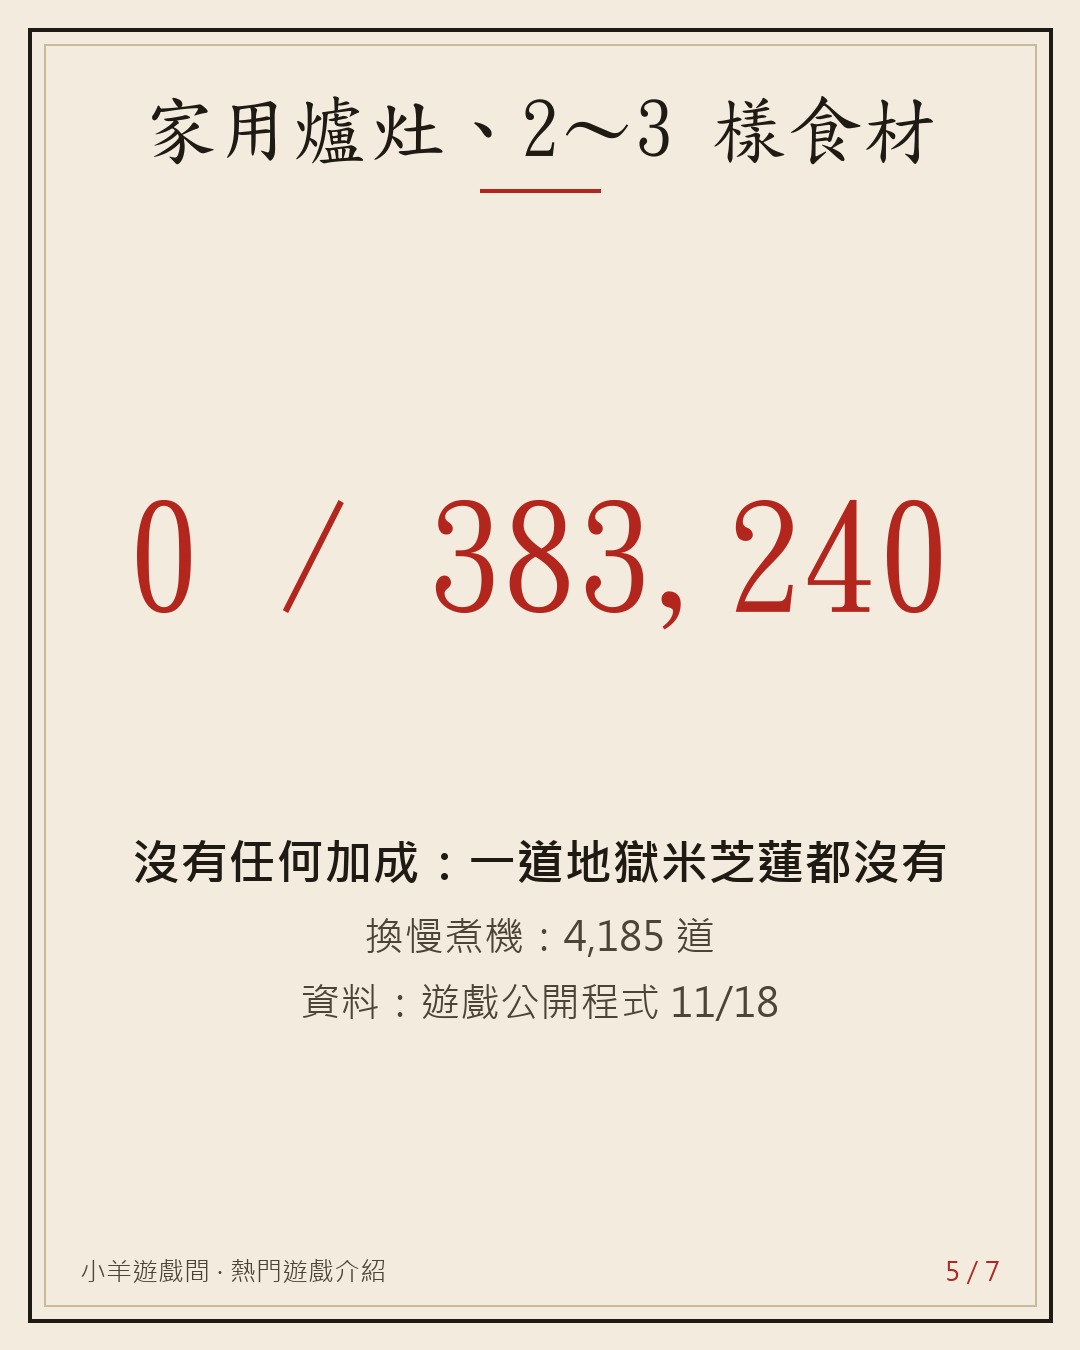 家用爐灶、2～3 樣食材
0 / 383,240
沒有任何加成：一道地獄米芝蓮都沒有
換慢煮機：4,185 道
資料：遊戲公開程式 11/18
小羊遊戲間 · 熱門遊戲介紹
5 / 7